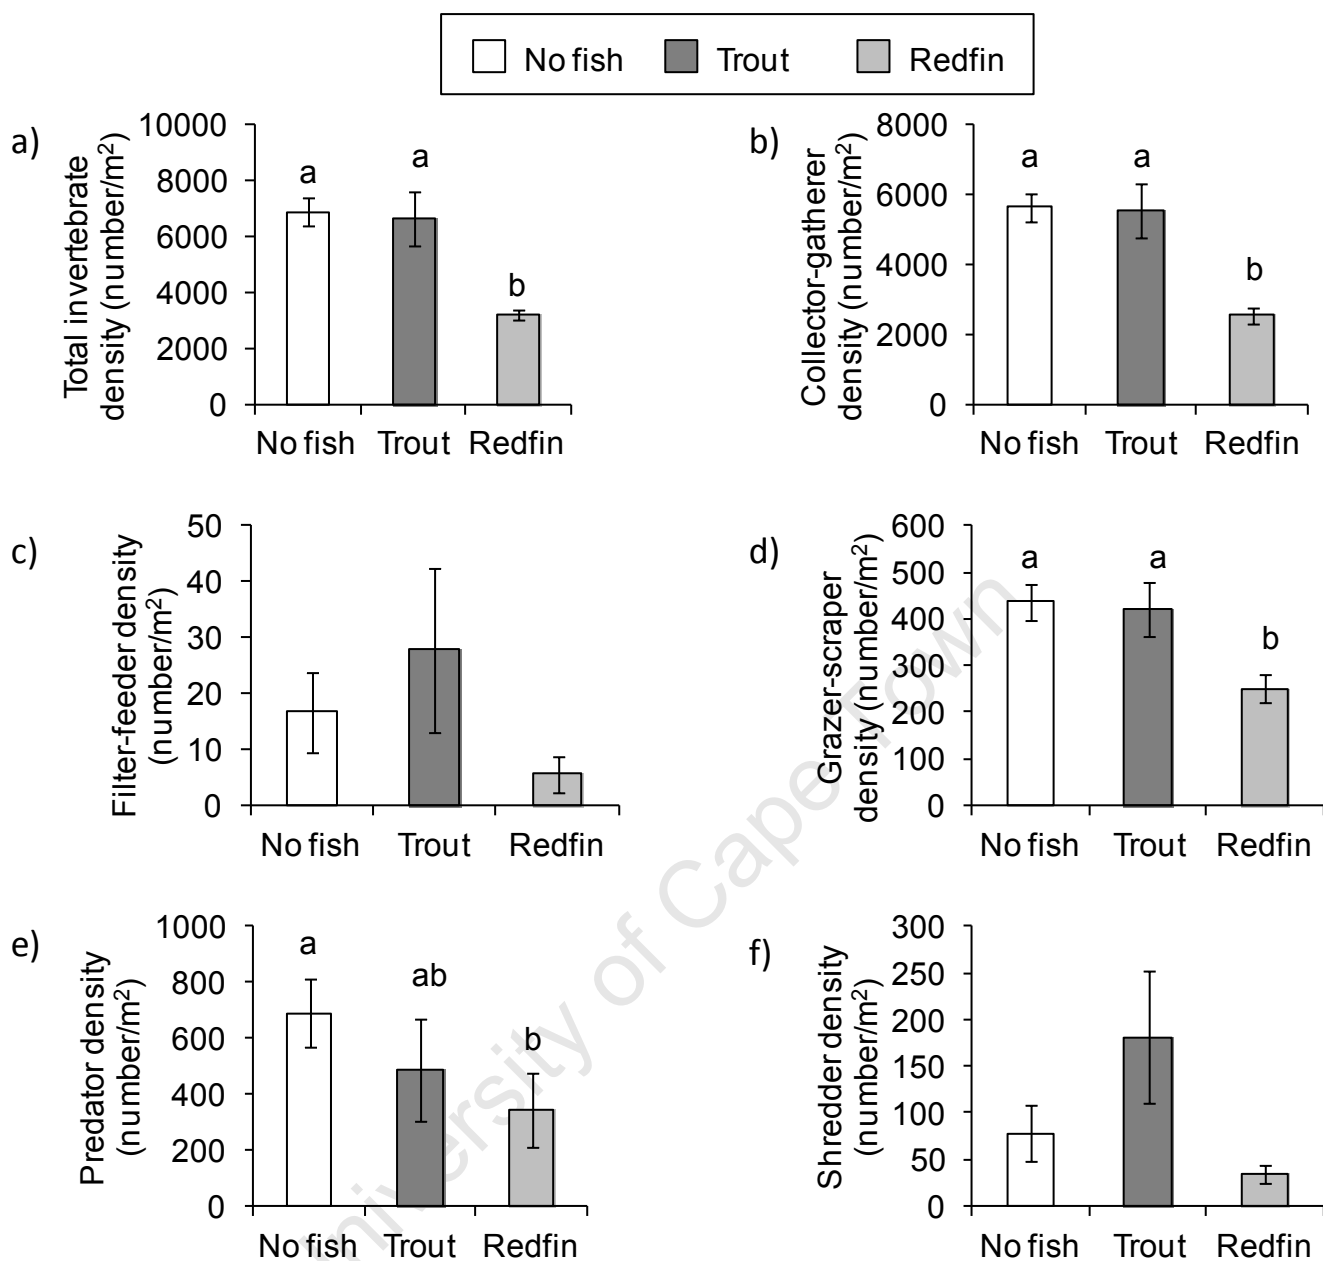 No fish Trout Redfin
a)
Total invertebrate
density (number/m²)
10000
8000
6000
4000
2000
0
a
a
b
No fish Trout Redfin
b)
Collector-gatherer
density (number/m²)
8000
6000
4000
2000
0
a
a
b
No fish Trout Redfin
c)
Filter-feeder density
(number/m²)
50
40
30
20
10
0
No fish Trout Redfin
d)
Grazer-scraper
density (number/m²)
600
500
400
300
200
100
0
a
a
b
No fish Trout Redfin
e)
Predator density
(number/m²)
1000
800
600
400
200
0
a
ab
b
No fish Trout Redfin
f)
Shredder density
(number/m²)
300
250
200
150
100
50
0
No fish Trout Redfin
University of Cape Town